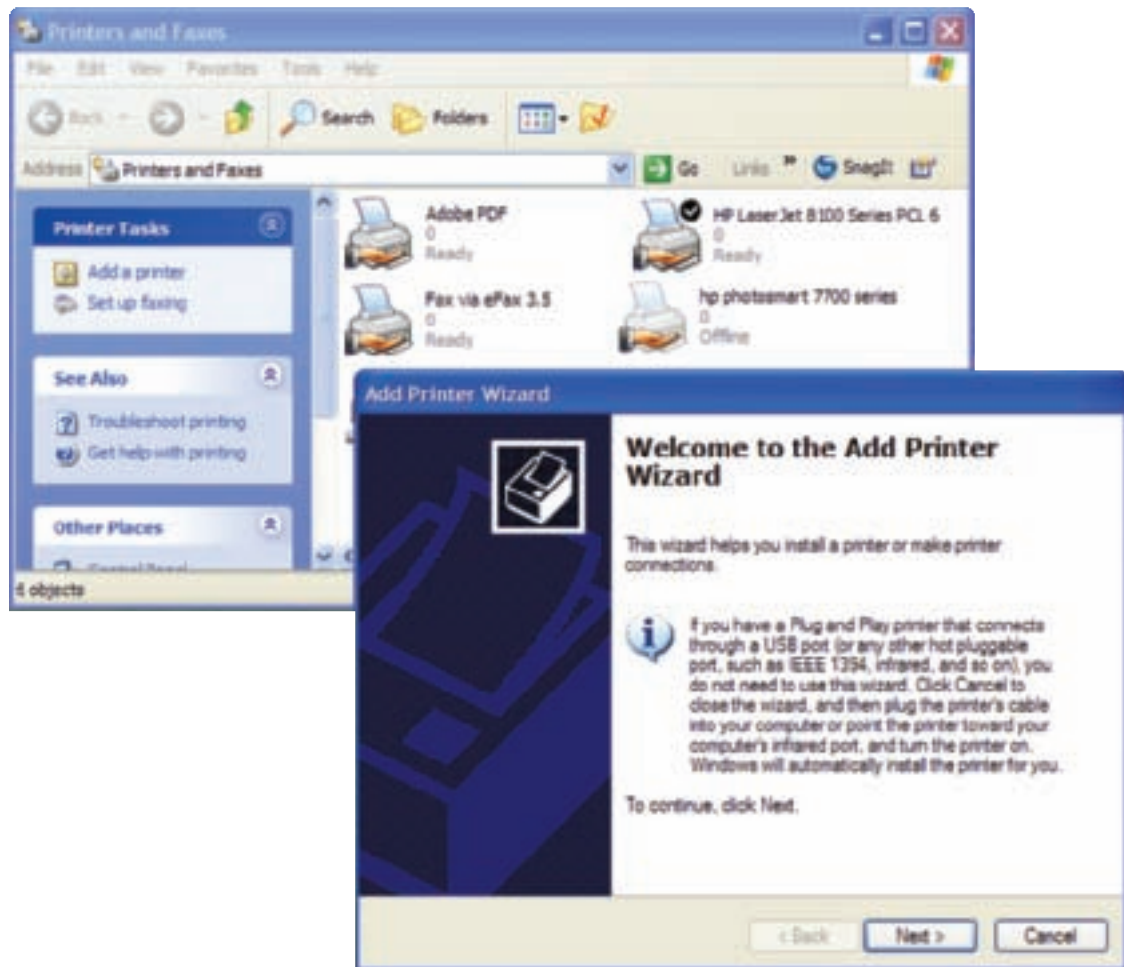 Printers and Faxes
File Edit View Favorites Tools Help
Back Search Folders
Address Printers and Faxes Go Links » SnagIt
Printer Tasks
Add a printer
Set up faxing
See Also
Troubleshoot printing
Get help with printing
Other Places
Control Panel
Adobe PDF
0
Ready
HP LaserJet 8100 Series PCL 6
0
Ready
Fax via eFax 3.5
0
Ready
hp photosmart 7700 series
0
Offline
objects
Add Printer Wizard
Welcome to the Add Printer
Wizard
This wizard helps you install a printer or make printer
connections.
If you have a Plug and Play printer that connects
through a USB port (or any other hot pluggable
port, such as IEEE 1394, infrared, and so on), you
do not need to use this wizard. Click Cancel to
close the wizard, and then plug the printer's cable
into your computer or point the printer toward your
computer's infrared port, and turn the printer on.
Windows will automatically install the printer for you.
To continue, click Next.
< Back Next > Cancel